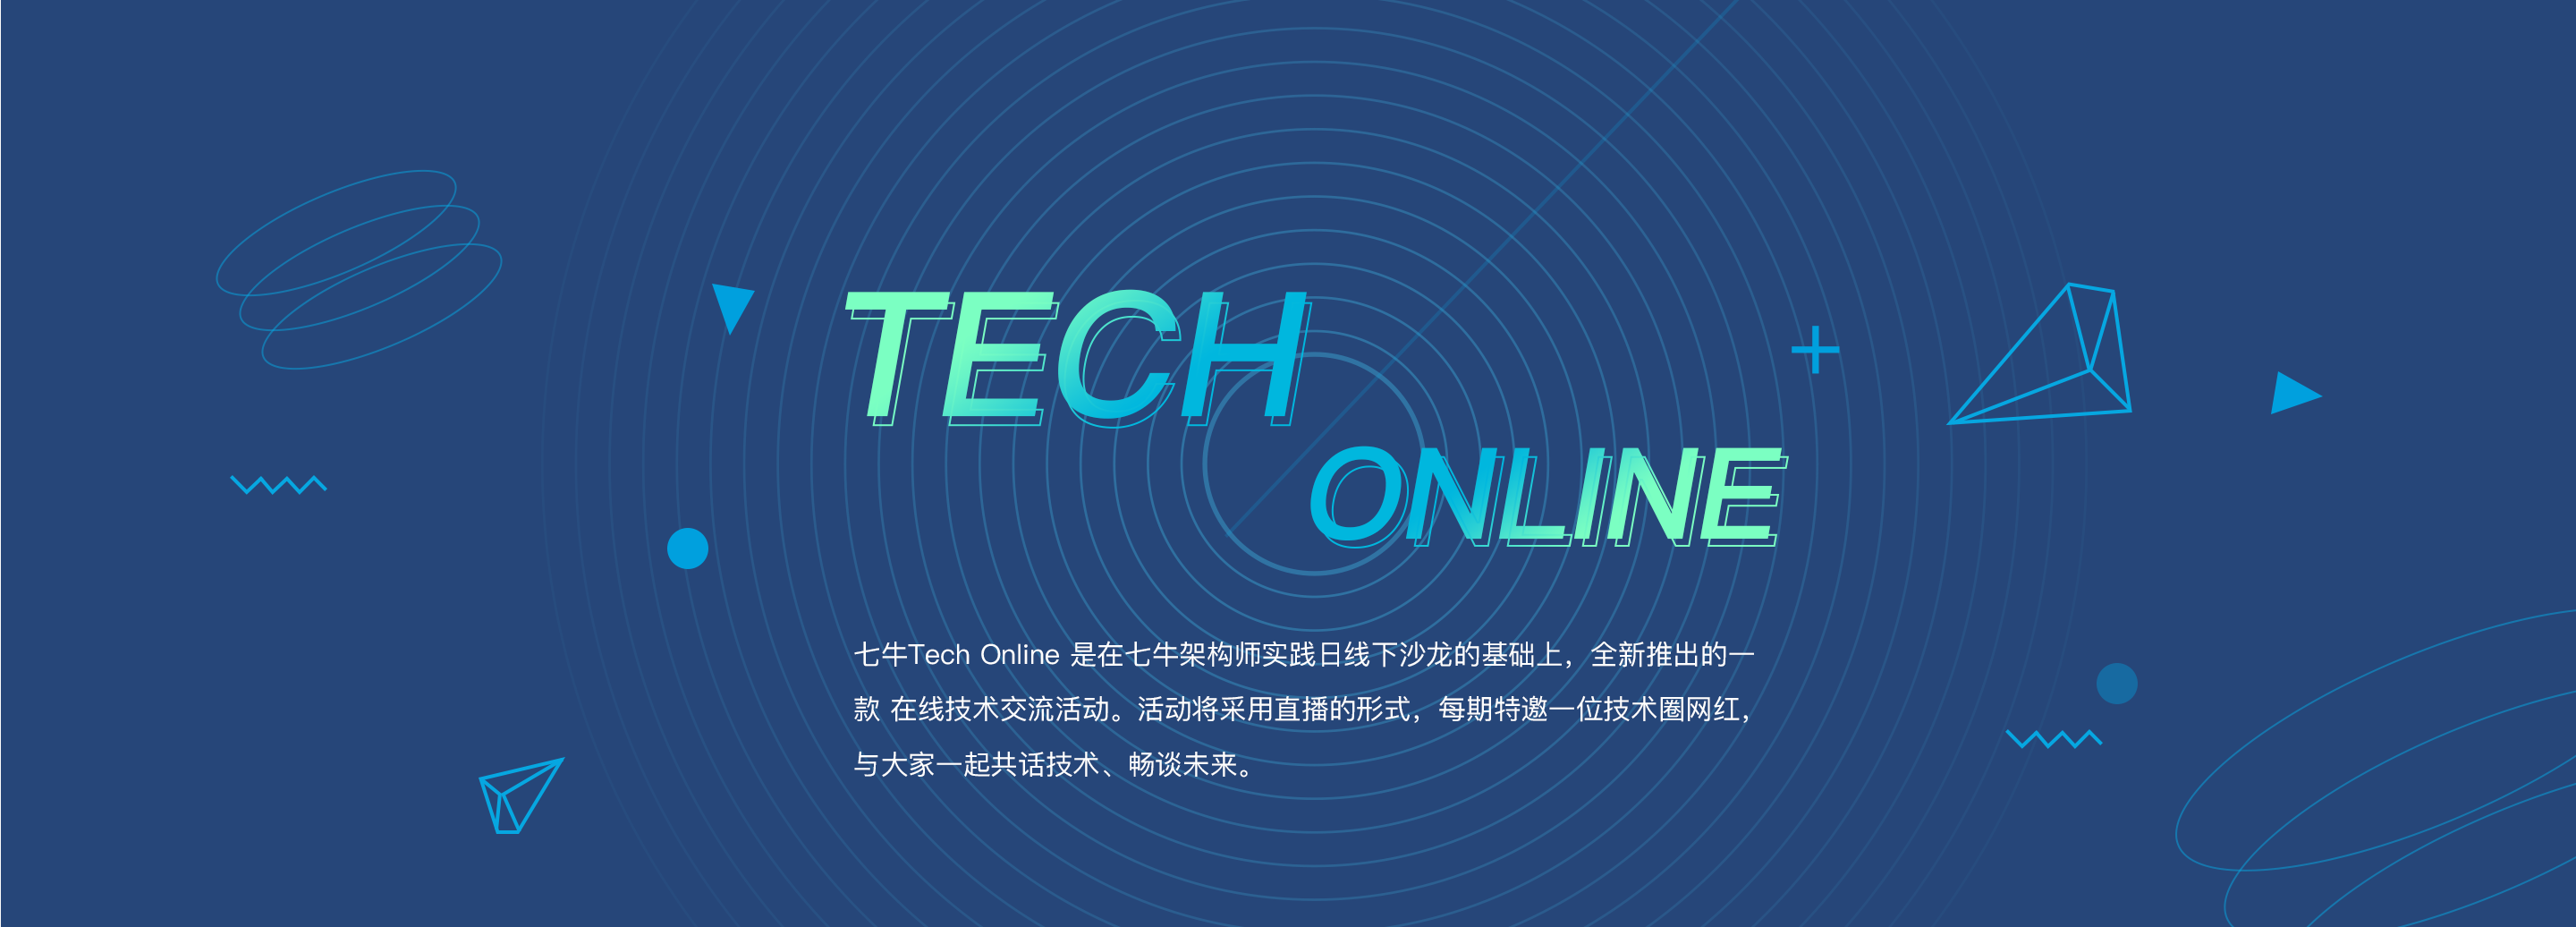 TECH
ONLINE
七牛Tech Online 是在七牛架构师实践日线下沙龙的基础上，全新推出的一
款 在线技术交流活动。活动将采用直播的形式，每期特邀一位技术圈网红，
与大家一起共话技术、畅谈未来。